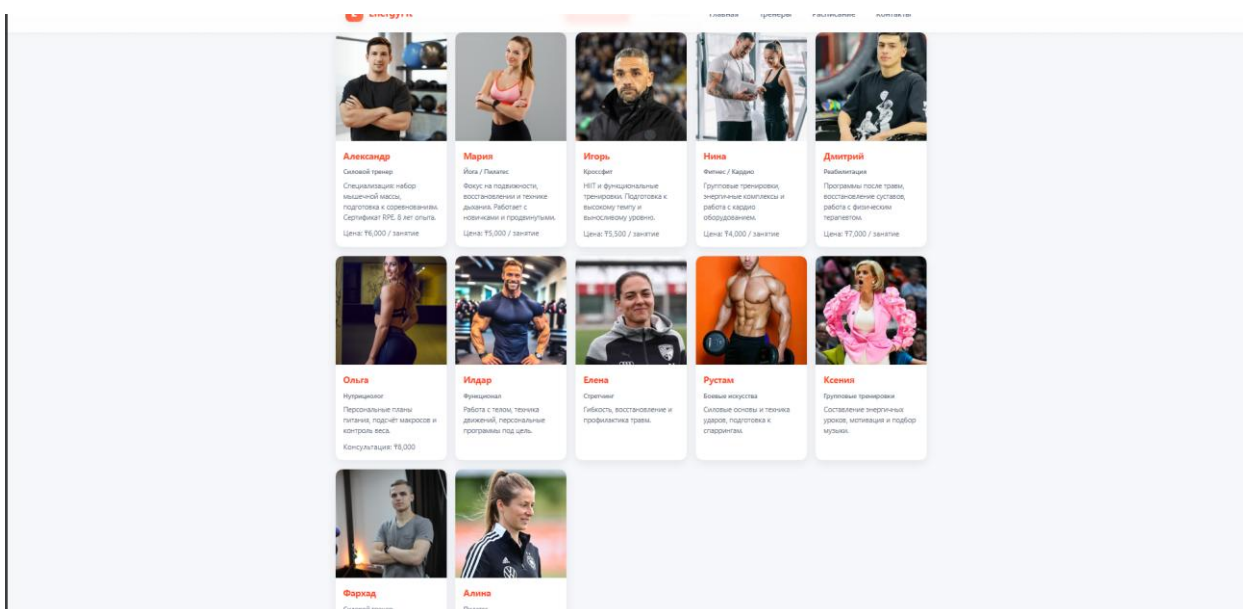 EnergyFit
Главная Тренеры Расписание Контакты
Александр
Силовой тренер
Специализация: набор
мышечной массы,
подготовка к соревнованиям.
Сертификат RPE. 8 лет опыта.
Цена: ₸6,000 / занятие
Мария
Йога / Пилатес
Фокус на подвижности,
восстановлении и технике
дыхания. Работает с
новичками и продвинутыми.
Цена: ₸5,000 / занятие
Игорь
Кроссфит
HIIT и функциональные
тренировки. Подготовка к
высокому темпу и
выносливому уровню.
Цена: ₸5,500 / занятие
Нина
Фитнес / Кардио
Групповые тренировки,
энергичные комплексы и
работа с кардио
оборудованием.
Цена: ₸4,000 / занятие
Дмитрий
Реабилитация
Программы после травм,
восстановление суставов,
работа с физическим
терапевтом.
Цена: ₸7,000 / занятие
Ольга
Нутрициолог
Персональные планы
питания, подсчёт макросов и
контроль веса.
Консультация: ₸8,000
Илдар
Функционал
Работа с телом, техника
движений, персональные
программы под цель.
Елена
Стретчинг
Гибкость, восстановление и
профилактика травм.
Рустам
Боевые искусства
Силовые основы и техника
ударов, подготовка к
спаррингам.
Ксения
Групповые тренировки
Составление энергичных
уроков, мотивация и подбор
музыки.
Фархад
Силовой тренер
Алина